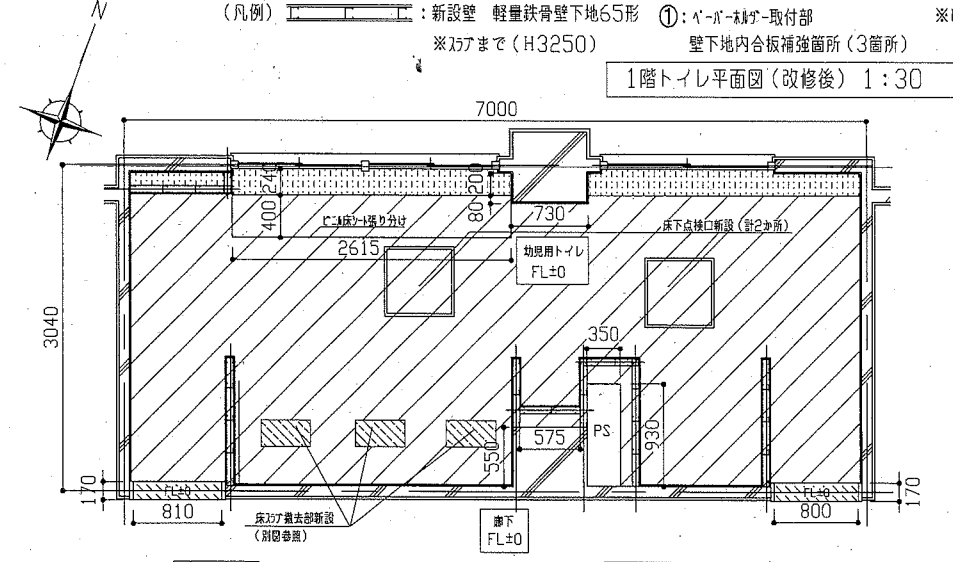 N
(凡例) : 新設壁 軽量鉄骨壁下地65形 ①:ペーパーホルダー取付部
※スラブまで(H3250) 壁下地内合板補強箇所(3箇所)
1階トイレ平面図(改修後) 1:30
7000
240
200
400
80
730
ビニル床シート張り分け
床下点検口新設(計2か所)
2615
幼児用トイレ
FL±0
3040
350
575
PS
930
550
170
FL±0
FL±0
170
810
800
床スラブ撤去部新設
(別図参照)
廊下
FL±0